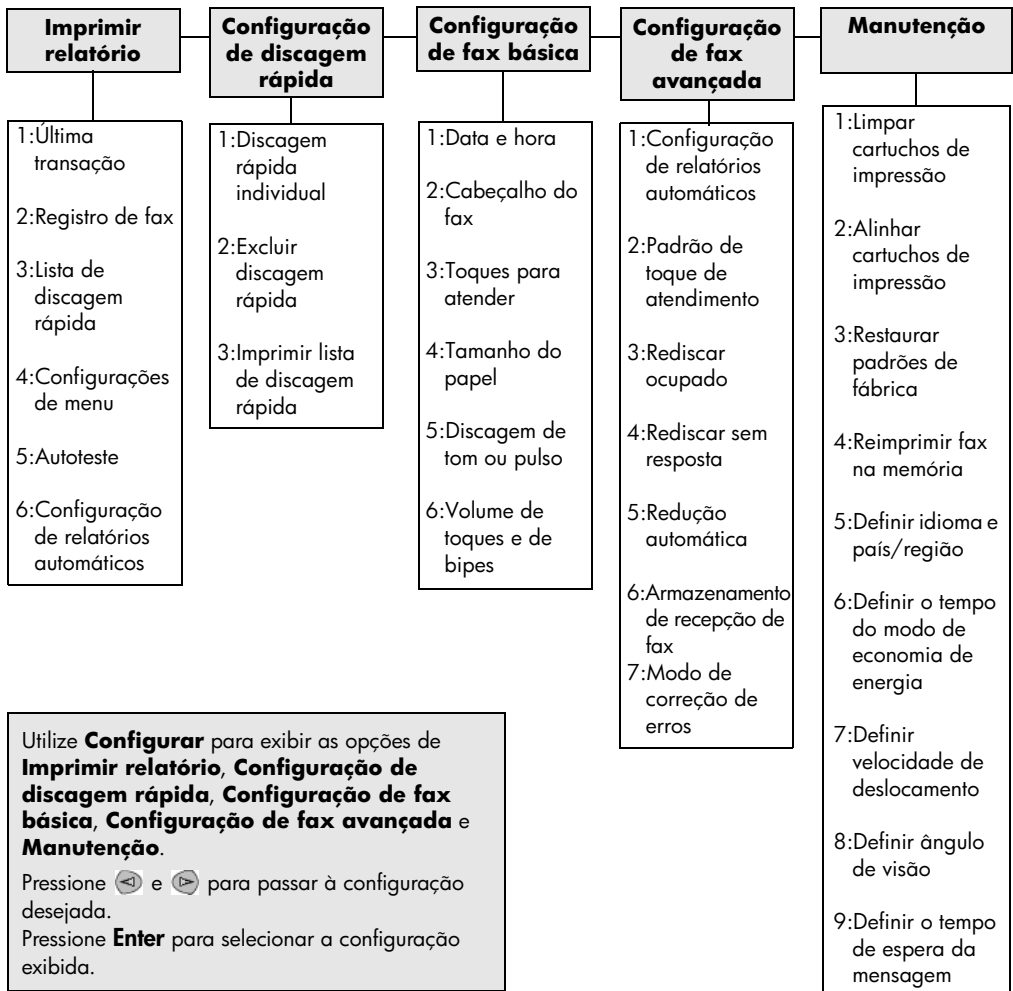 Imprimir
relatório
Configuração
de discagem
rápida
Configuração
de fax básica
Configuração
de fax
avançada
Manutenção
1:Última
transação
2:Registro de fax
3:Lista de
discagem
rápida
4:Configurações
de menu
5:Autoteste
6:Configuração
de relatórios
automáticos
1:Discagem
rápida
individual
2:Excluir
discagem
rápida
3:Imprimir lista
de discagem
rápida
1:Data e hora
2:Cabeçalho do
fax
3:Toques para
atender
4:Tamanho do
papel
5:Discagem de
tom ou pulso
6:Volume de
toques e de
bipes
1:Configuração
de relatórios
automáticos
2:Padrão de
toque de
atendimento
3:Rediscar
ocupado
4:Rediscar sem
resposta
5:Redução
automática
6:Armazenamento
de recepção de
fax
7:Modo de
correção de
erros
1:Limpar
cartuchos de
impressão
2:Alinhar
cartuchos de
impressão
3:Restaurar
padrões de
fábrica
4:Reimprimir fax
na memória
5:Definir idioma e
país/região
6:Definir o tempo
do modo de
economia de
energia
7:Definir
velocidade de
deslocamento
8:Definir ângulo
de visão
9:Definir o tempo
de espera da
mensagem
Utilize Configurar para exibir as opções de
Imprimir relatório, Configuração de
discagem rápida, Configuração de fax
básica, Configuração de fax avançada e
Manutenção.
Pressione e para passar à configuração
desejada.
Pressione Enter para selecionar a configuração
exibida.